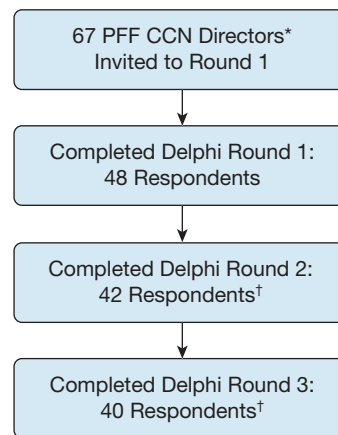 67 PFF CCN Directors*
Invited to Round 1
Completed Delphi Round 1:
48 Respondents
Completed Delphi Round 2:
42 Respondents†
Completed Delphi Round 3:
40 Respondents†